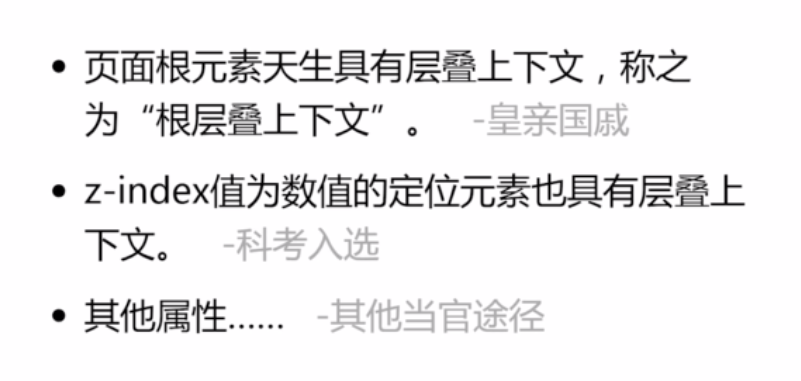 • 页面根元素天生具有层叠上下文，称之
为“根层叠上下文”。 -皇亲国戚
• z-index值为数值的定位元素也具有层叠上
下文。 -科考入选
• 其他属性…… -其他当官途径